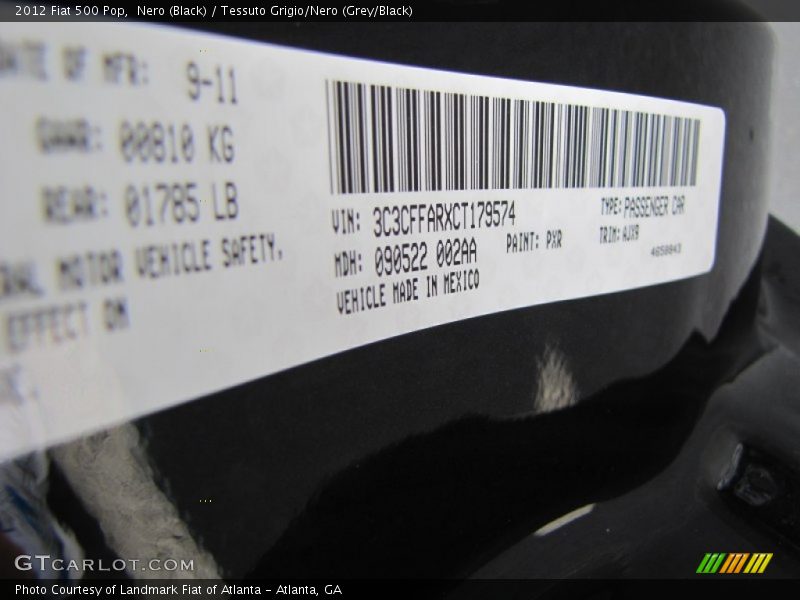 2012 Fiat 500 Pop,  Nero (Black) / Tessuto Grigio/Nero (Grey/Black)
DATE OF MFR: 9-11
GAWR: 00810 KG
REAR: 01785 LB
MOTOR VEHICLE SAFETY,
EFFECT ON
VIN: 3C3CFFARXCT179574
TYPE: PASSENGER CAR
MDH: 090522 002AA
PAINT: PXR
TRIM: AJX9
4658843
VEHICLE MADE IN MEXICO
GTCARLOT.COM
Photo Courtesy of Landmark Fiat of Atlanta - Atlanta, GA